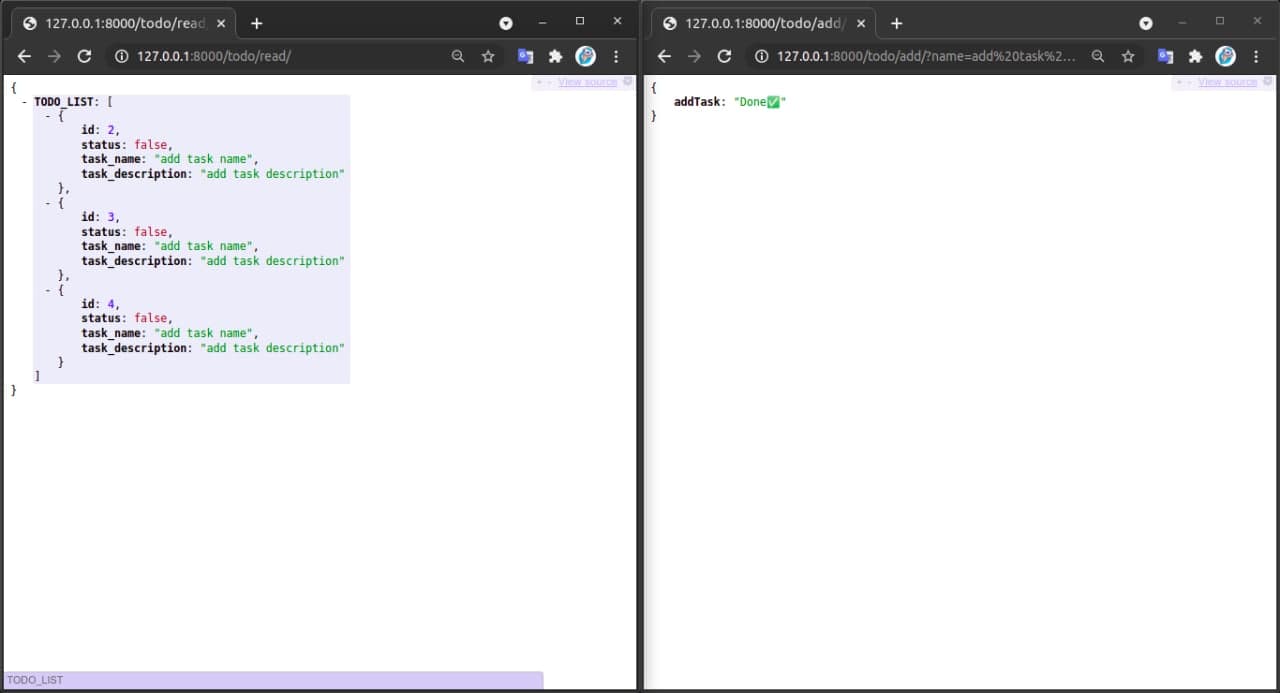 127.0.0.1:8000/todo/read
127.0.0.1:8000/todo/read/
+ - View source
{
- TODO_LIST: [
- {
id: 2,
status: false,
task_name: "add task name",
task_description: "add task description"
},
- {
id: 3,
status: false,
task_name: "add task name",
task_description: "add task description"
},
- {
id: 4,
status: false,
task_name: "add task name",
task_description: "add task description"
}
]
}
TODO_LIST
127.0.0.1:8000/todo/add/
127.0.0.1:8000/todo/add/?name=add%20task%2...
+ - View source
{
addTask: "Done✅"
}